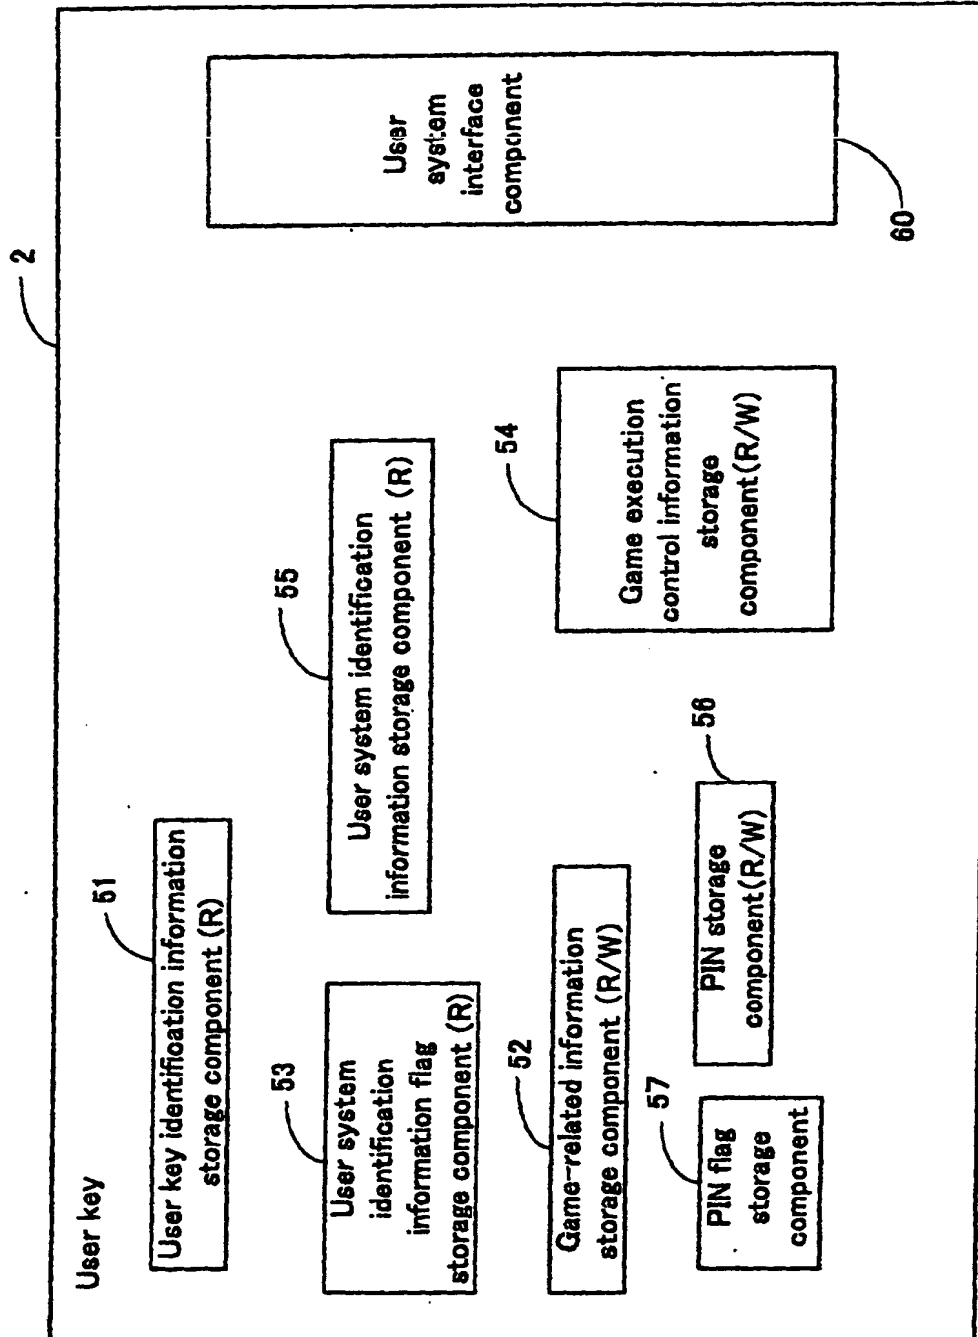 User key
2
51
User key identification information
storage component (R)
53
User system
identification
information flag
storage component (R)
55
User system identification
information storage component (R)
52
Game-related information
storage component (R/W)
54
Game execution
control information
storage
component(R/W)
57
PIN flag
storage
component
56
PIN storage
component(R/W)
User
system
interface
component
60